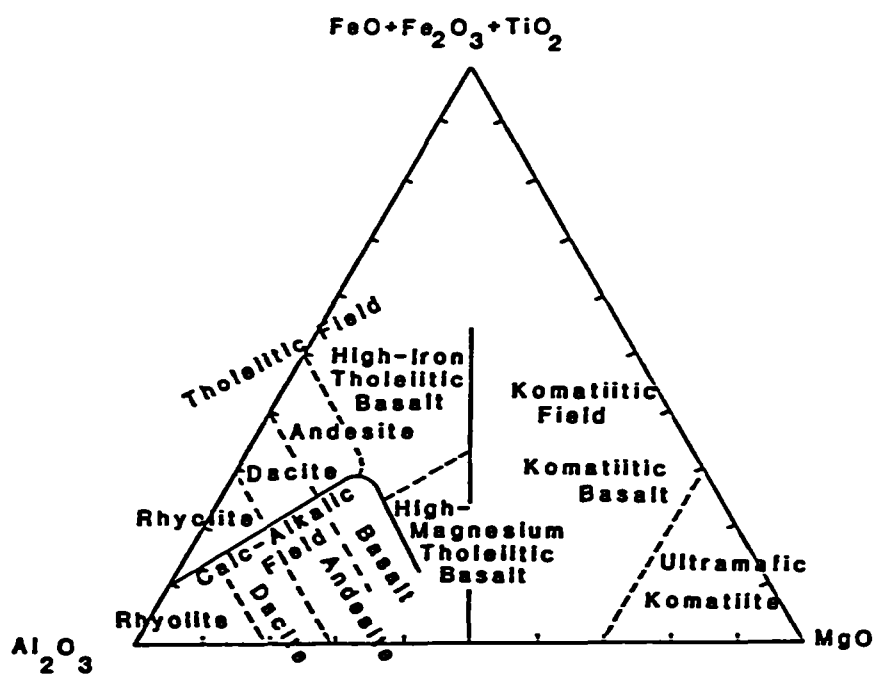 FeO+Fe₂O₃+TiO₂
Tholeiitic Field
High-Iron
Tholeiitic
Basalt
Komatiitic
Field
Andesite
Dacite
Komatiitic
Basalt
Rhyolite
Calc-Alkalic
Field
High-
Magnesium
Tholeiitic
Basalt
Basalt
Andesite
Dacite
Ultramafic
Komatiite
Rhyolite
Al₂O₃
MgO